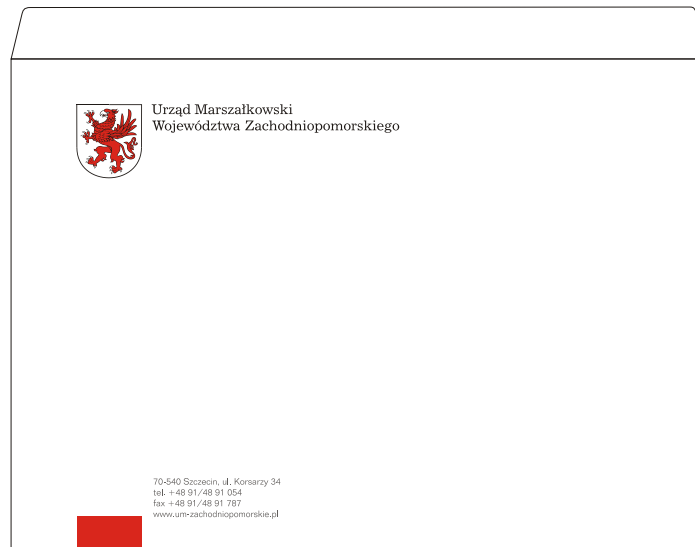 Urząd Marszałkowski
Województwa Zachodniopomorskiego
70-540 Szczecin, ul. Korsarzy 34
tel. +48 91/48 91 054
fax +48 91/48 91 787
www.um-zachodniopomorskie.pl